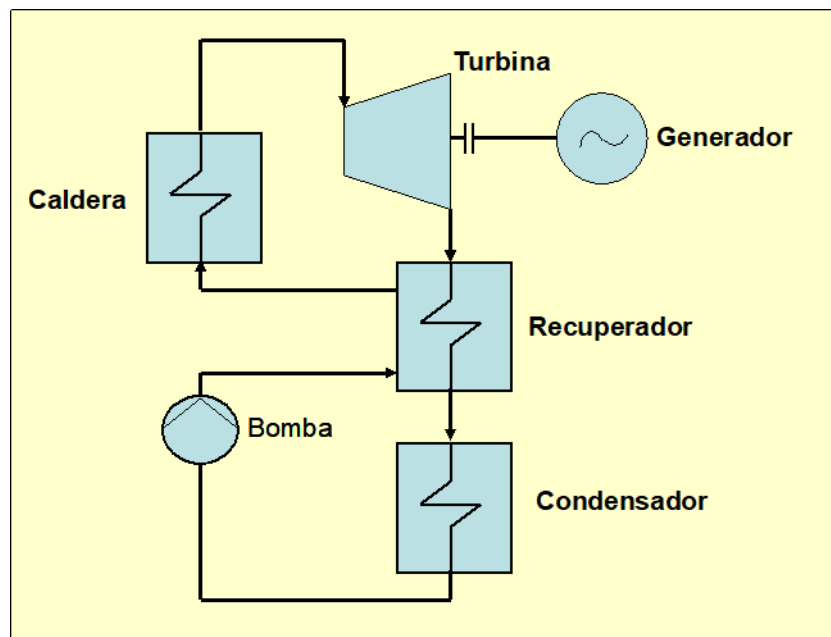 Turbina
Generador
Caldera
Recuperador
Bomba
Condensador